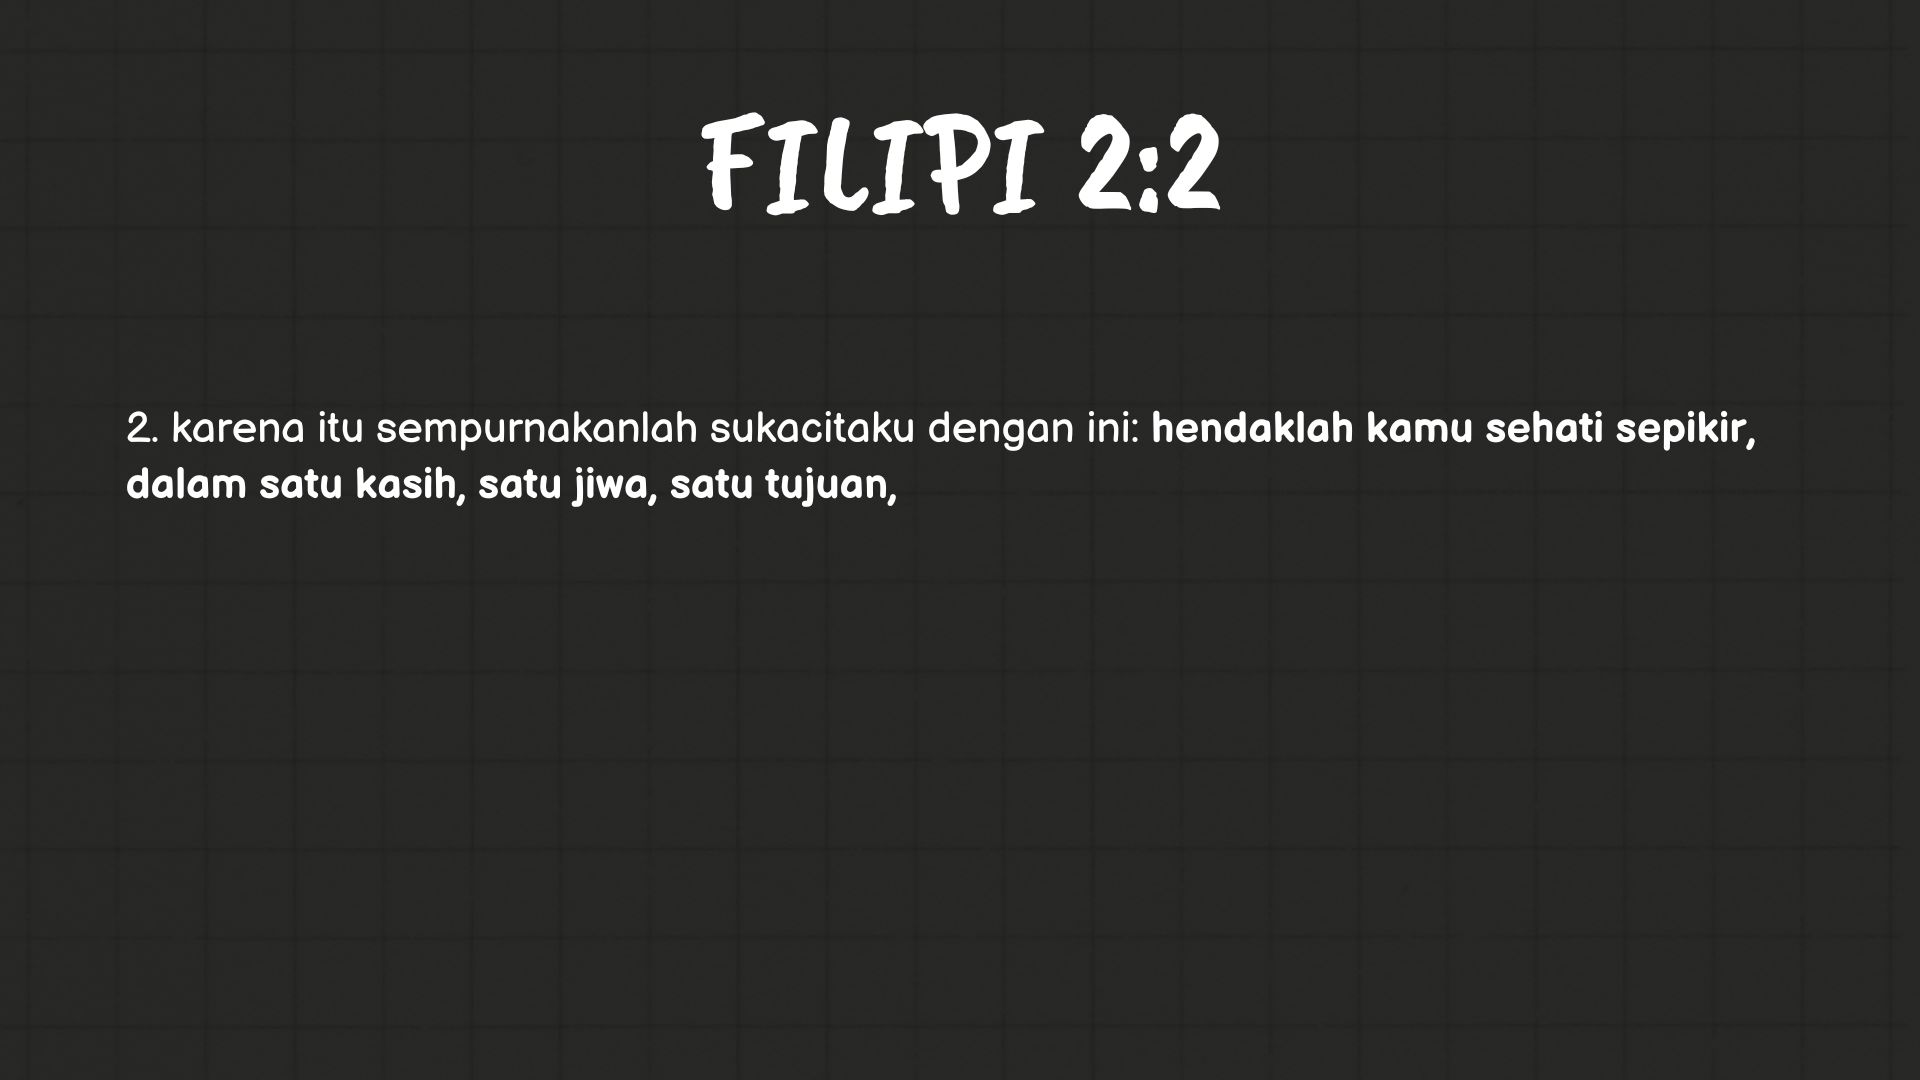 FILIPI 2:2
2. karena itu sempurnakanlah sukacitaku dengan ini: hendaklah kamu sehati sepikir,
dalam satu kasih, satu jiwa, satu tujuan,